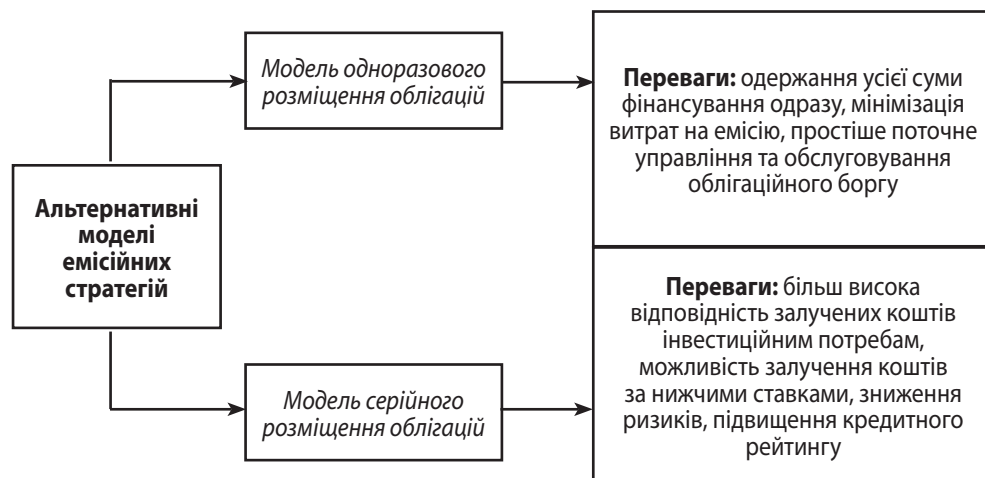 Альтернативні
моделі
емісійних
стратегій
Модель одноразового
розміщення облігацій
Переваги: одержання усієї суми
фінансування одразу, мінімізація
витрат на емісію, простіше поточне
управління та обслуговування
облігаційного боргу
Модель серійного
розміщення облігацій
Переваги: більш висока
відповідність залучених коштів
інвестиційним потребам,
можливість залучення коштів
за нижчими ставками, зниження
ризиків, підвищення кредитного
рейтингу